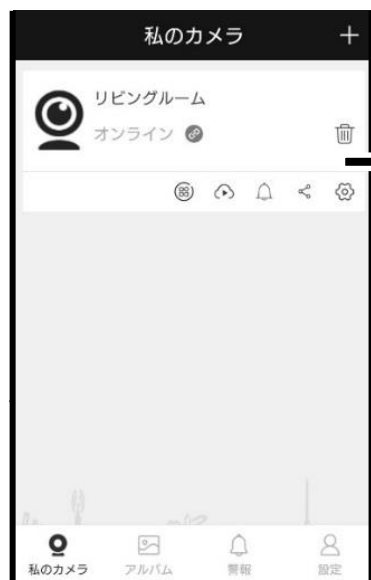 私のカメラ
リビングルーム
オンライン
私のカメラ
アルバム
警報
設定